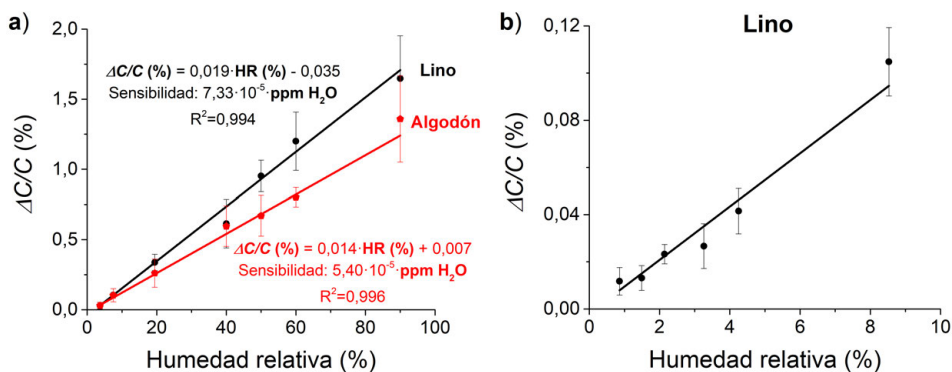 a)
2,0
1,5
1,0
0,5
0,0
ΔC/C (%)
ΔC/C (%) = 0,019·HR (%) - 0,035
Sensibilidad: 7,33·10⁻⁵·ppm H₂O
R²=0,994
Lino
Algodón
ΔC/C (%) = 0,014·HR (%) + 0,007
Sensibilidad: 5,40·10⁻⁵·ppm H₂O
R²=0,996
0 20 40 60 80 100
Humedad relativa (%)
b)
Lino
0,12
0,08
0,04
0,00
ΔC/C (%)
0 2 4 6 8 10
Humedad relativa (%)